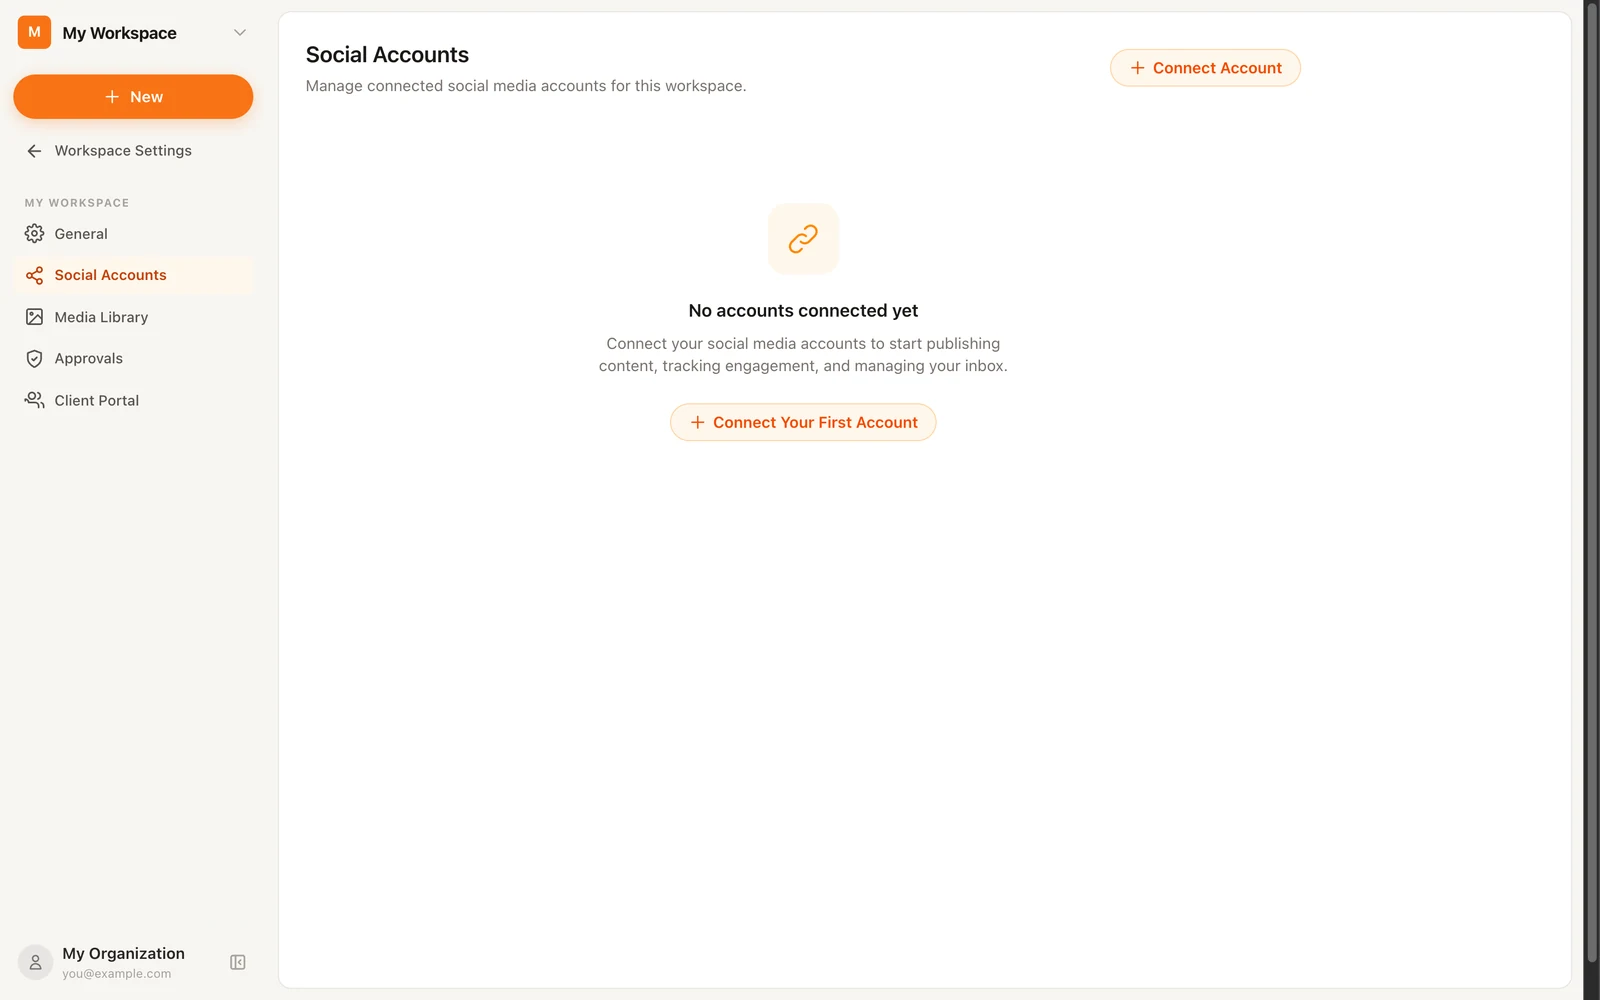 M My Workspace
+ New
Workspace Settings
MY WORKSPACE
General
Social Accounts
Media Library
Approvals
Client Portal
My Organization
you@example.com
Social Accounts
Manage connected social media accounts for this workspace.
+ Connect Account
No accounts connected yet
Connect your social media accounts to start publishing
content, tracking engagement, and managing your inbox.
+ Connect Your First Account